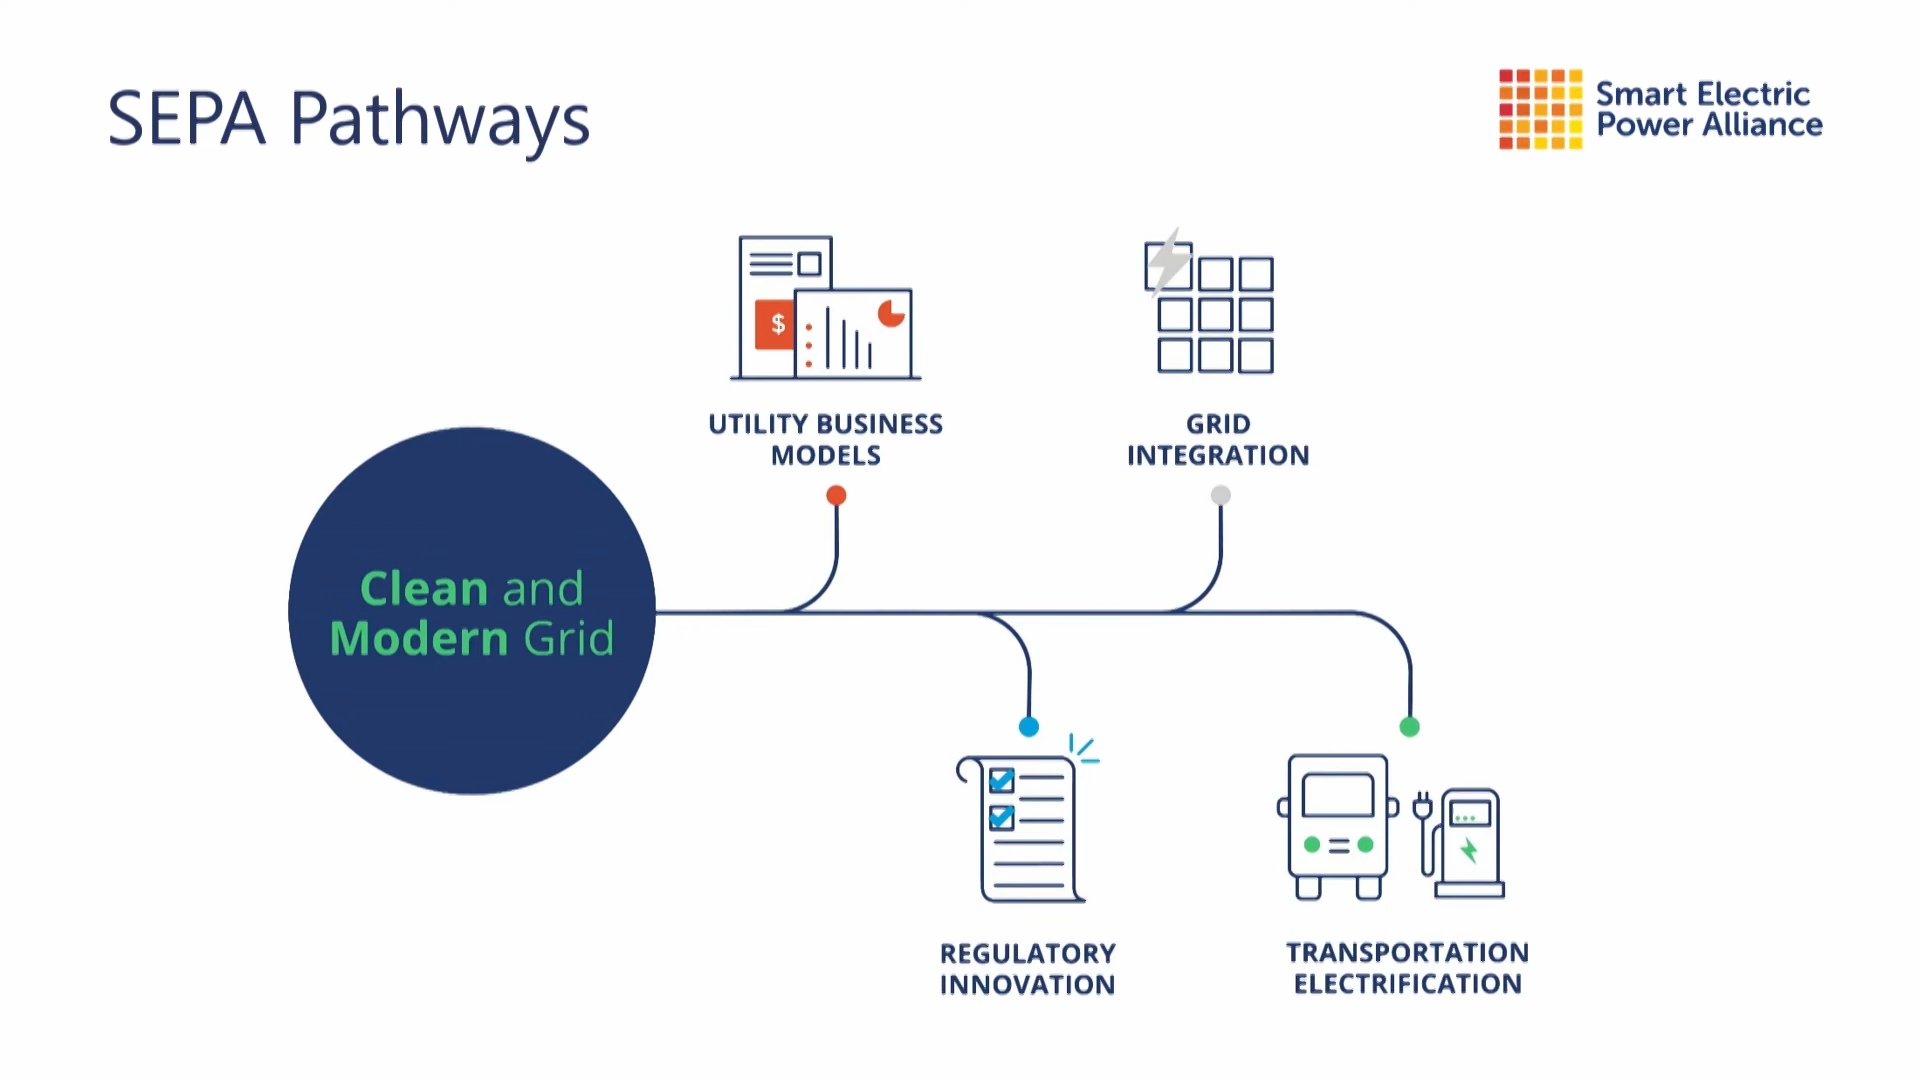 SEPA Pathways
Smart Electric
Power Alliance
$
UTILITY BUSINESS
MODELS
GRID
INTEGRATION
Clean and
Modern Grid
REGULATORY
INNOVATION
TRANSPORTATION
ELECTRIFICATION